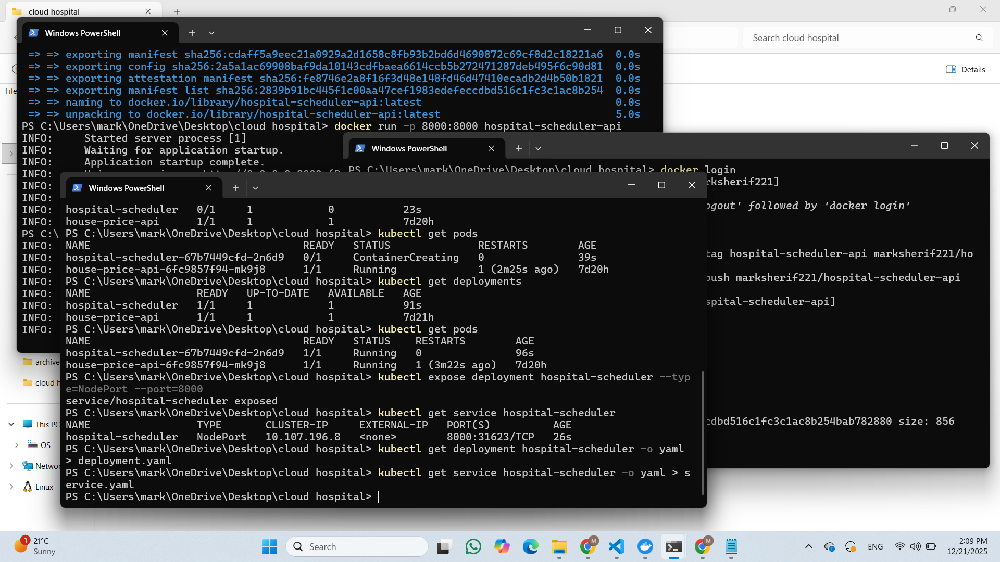 cloud hospital
Search cloud hospital
Details
File
Windows PowerShell
=> => exporting manifest sha256:cdaff5a9eec21a0929a2d1658c8fb93b2bd6d4690872c69cf8d2c18221a6 0.0s
=> => exporting config sha256:2a5a1ac69908baf9da10143cdfbaea6614ccb5b272471287deb495f6c90d81 0.0s
=> => exporting attestation manifest sha256:fe8746e2a8f16f3d48e148fd46d47410ecadb2d4b50b1821 0.0s
=> => exporting manifest list sha256:2839b91bc445f1c00aa47cef1983edefeccdbd516c1fc3c1ac8b254 0.0s
=> => naming to docker.io/library/hospital-scheduler-api:latest 0.0s
=> => unpacking to docker.io/library/hospital-scheduler-api:latest 5.0s
PS C:\Users\mark\OneDrive\Desktop\cloud hospital> docker run -p 8000:8000 hospital-scheduler-api
INFO: Started server process [1]
INFO: Waiting for application startup.
INFO: Application startup complete.
INFO:
INFO:
INFO:
INFO:
INFO:
PS C:\
INFO:
INFO:
INFO:
INFO:
INFO:
INFO:
INFO:
INFO:
Windows PowerShell
PS C:\Users\mark\OneDrive\Desktop\cloud hospital> docker login
rksherif221]
ogout' followed by 'docker login'
tag hospital-scheduler-api marksherif221/ho
push marksherif221/hospital-scheduler-api
spital-scheduler-api]
cdbd516c1fc3c1ac8b254bab782880 size: 856
Windows PowerShell
hospital-scheduler 0/1 1 0 23s
house-price-api 1/1 1 1 7d20h
PS C:\Users\mark\OneDrive\Desktop\cloud hospital> kubectl get pods
NAME READY STATUS RESTARTS AGE
hospital-scheduler-67b7449cfd-2n6d9 0/1 ContainerCreating 0 39s
house-price-api-6fc9857f94-mk9j8 1/1 Running 1 (2m25s ago) 7d20h
PS C:\Users\mark\OneDrive\Desktop\cloud hospital> kubectl get deployments
NAME READY UP-TO-DATE AVAILABLE AGE
hospital-scheduler 1/1 1 1 91s
house-price-api 1/1 1 1 7d21h
PS C:\Users\mark\OneDrive\Desktop\cloud hospital> kubectl get pods
NAME READY STATUS RESTARTS AGE
hospital-scheduler-67b7449cfd-2n6d9 1/1 Running 0 96s
house-price-api-6fc9857f94-mk9j8 1/1 Running 1 (3m22s ago) 7d20h
PS C:\Users\mark\OneDrive\Desktop\cloud hospital> kubectl expose deployment hospital-scheduler --typ
e=NodePort --port=8000
service/hospital-scheduler exposed
PS C:\Users\mark\OneDrive\Desktop\cloud hospital> kubectl get service hospital-scheduler
NAME TYPE CLUSTER-IP EXTERNAL-IP PORT(S) AGE
hospital-scheduler NodePort 10.107.196.8 <none> 8000:31623/TCP 26s
PS C:\Users\mark\OneDrive\Desktop\cloud hospital> kubectl get deployment hospital-scheduler -o yaml
> deployment.yaml
PS C:\Users\mark\OneDrive\Desktop\cloud hospital> kubectl get service hospital-scheduler -o yaml > s
ervice.yaml
PS C:\Users\mark\OneDrive\Desktop\cloud hospital>
archive
cloud h
This PC
OS
Networ
Linux
1
21°C
Sunny
Search
M
M
ENG
2:09 PM
12/21/2025